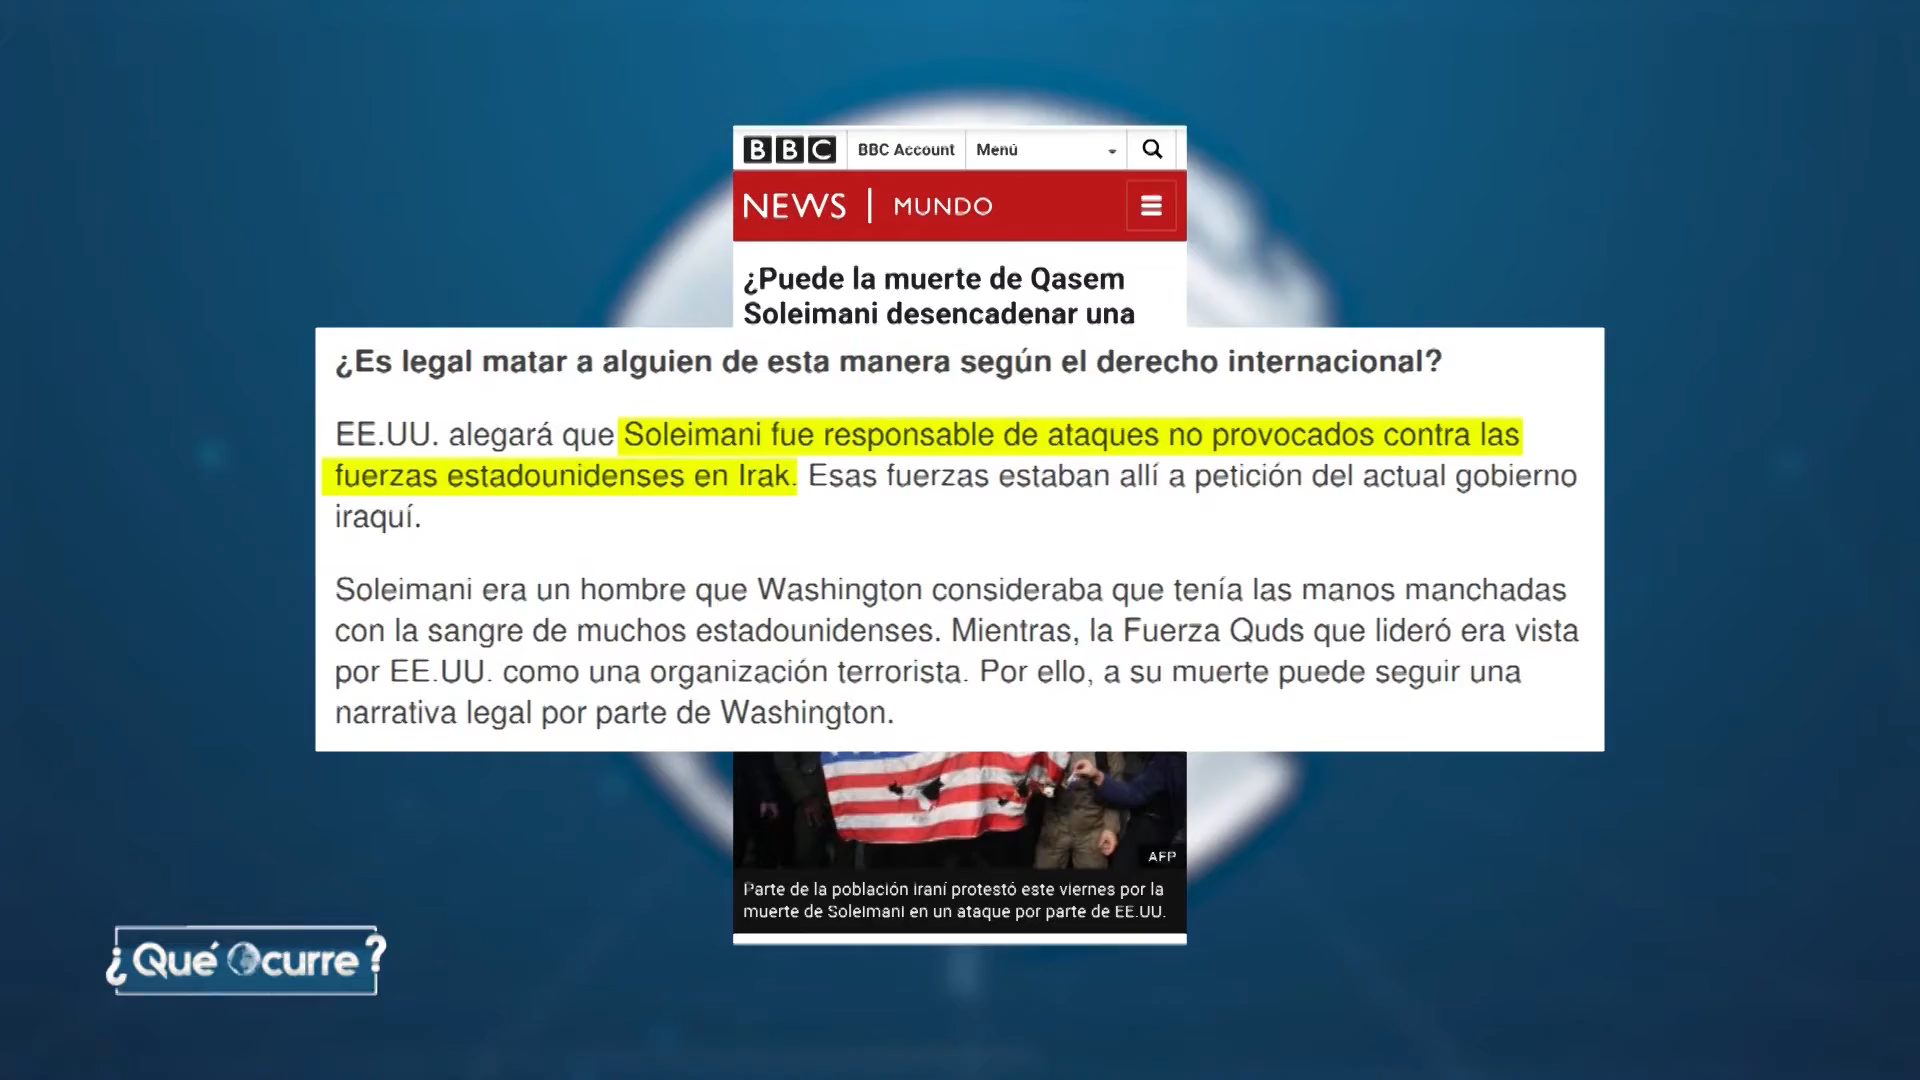 BBC
BBC Account
Menú
NEWS | MUNDO
¿Puede la muerte de Qasem
Soleimani desencadenar una
¿Es legal matar a alguien de esta manera según el derecho internacional?
EE.UU. alegará que Soleimani fue responsable de ataques no provocados contra las
fuerzas estadounidenses en Irak. Esas fuerzas estaban allí a petición del actual gobierno
iraquí.
Soleimani era un hombre que Washington consideraba que tenía las manos manchadas
con la sangre de muchos estadounidenses. Mientras, la Fuerza Quds que lideró era vista
por EE.UU. como una organización terrorista. Por ello, a su muerte puede seguir una
narrativa legal por parte de Washington.
AFP
Parte de la población iraní protestó este viernes por la
muerte de Soleimani en un ataque por parte de EE.UU.
¿Qué Ocurre?